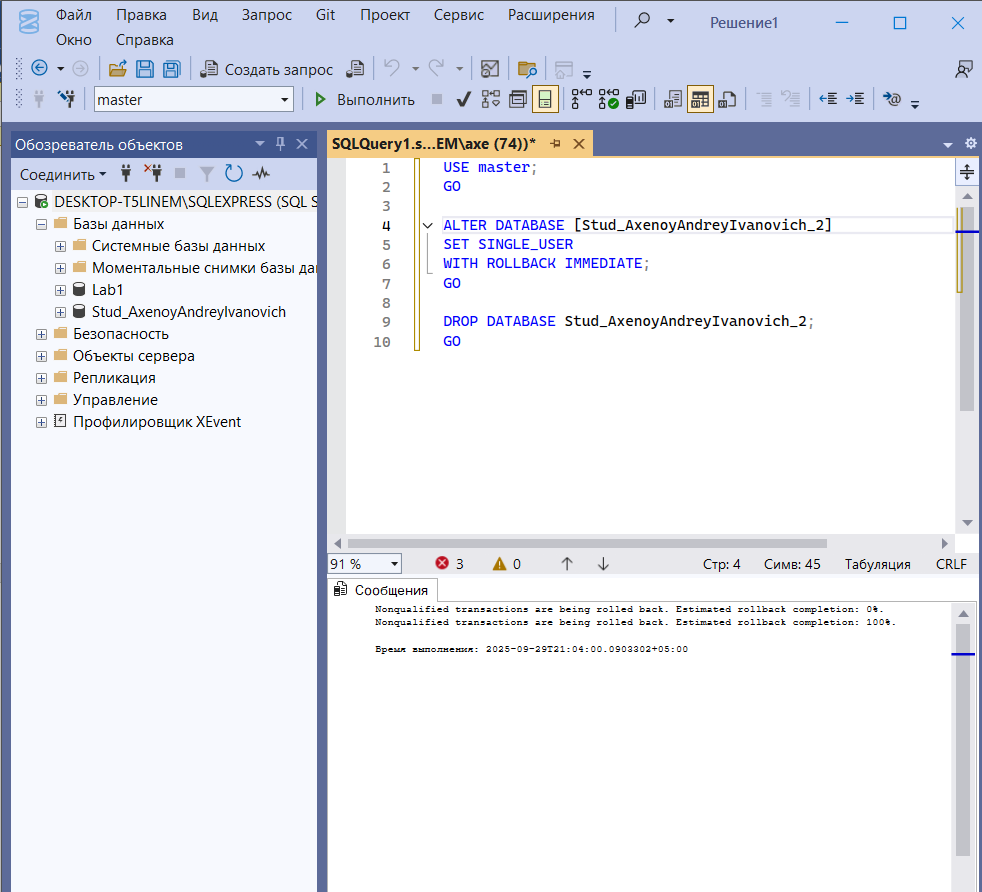 Файл Правка Вид Запрос Git Проект Сервис Расширения Решение1
Окно Справка
Создать запрос
master Выполнить
Обозреватель объектов
Соединить
DESKTOP-T5LINEM\SQLEXPRESS (SQL S
Базы данных
Системные базы данных
Моментальные снимки базы да
Lab1
Stud_AxenoyAndreyIvanovich
Безопасность
Объекты сервера
Репликация
Управление
Профилировщик XEvent
SQLQuery1.s...EM\axe (74))*
1 USE master;
2 GO
3
4 ALTER DATABASE [Stud_AxenoyAndreyIvanovich_2]
5 SET SINGLE_USER
6 WITH ROLLBACK IMMEDIATE;
7 GO
8
9 DROP DATABASE Stud_AxenoyAndreyIvanovich_2;
10 GO
91 % 3 0 Стр: 4 Симв: 45 Табуляция CRLF
Сообщения
Nonqualified transactions are being rolled back. Estimated rollback completion: 0%.
Nonqualified transactions are being rolled back. Estimated rollback completion: 100%.
Время выполнения: 2025-09-29T21:04:00.0903302+05:00